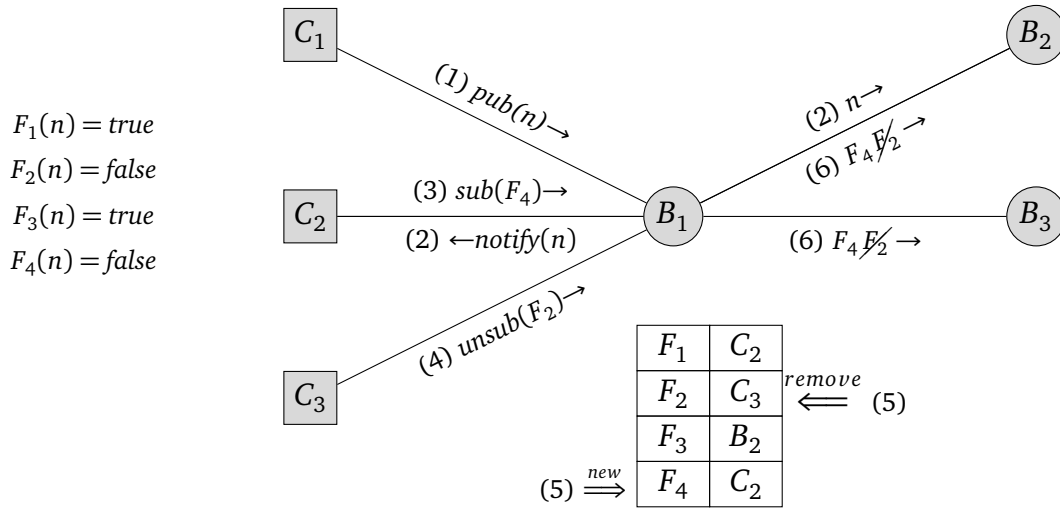 C₁
B₂
(1) pub(n)→
(2) n→
F₁(n) = true
F₂(n) = false
F₃(n) = true
F₄(n) = false
(6) F₄ F̸₂ →
(3) sub(F₄)→
C₂
B₁
B₃
(2) ←notify(n)
(6) F₄ F̸₂ →
(4) unsub(F₂)→
C₃
F₁ C₂
F₂ C₃ remove ⟸ (5)
F₃ B₂
(5) new ⟹ F₄ C₂